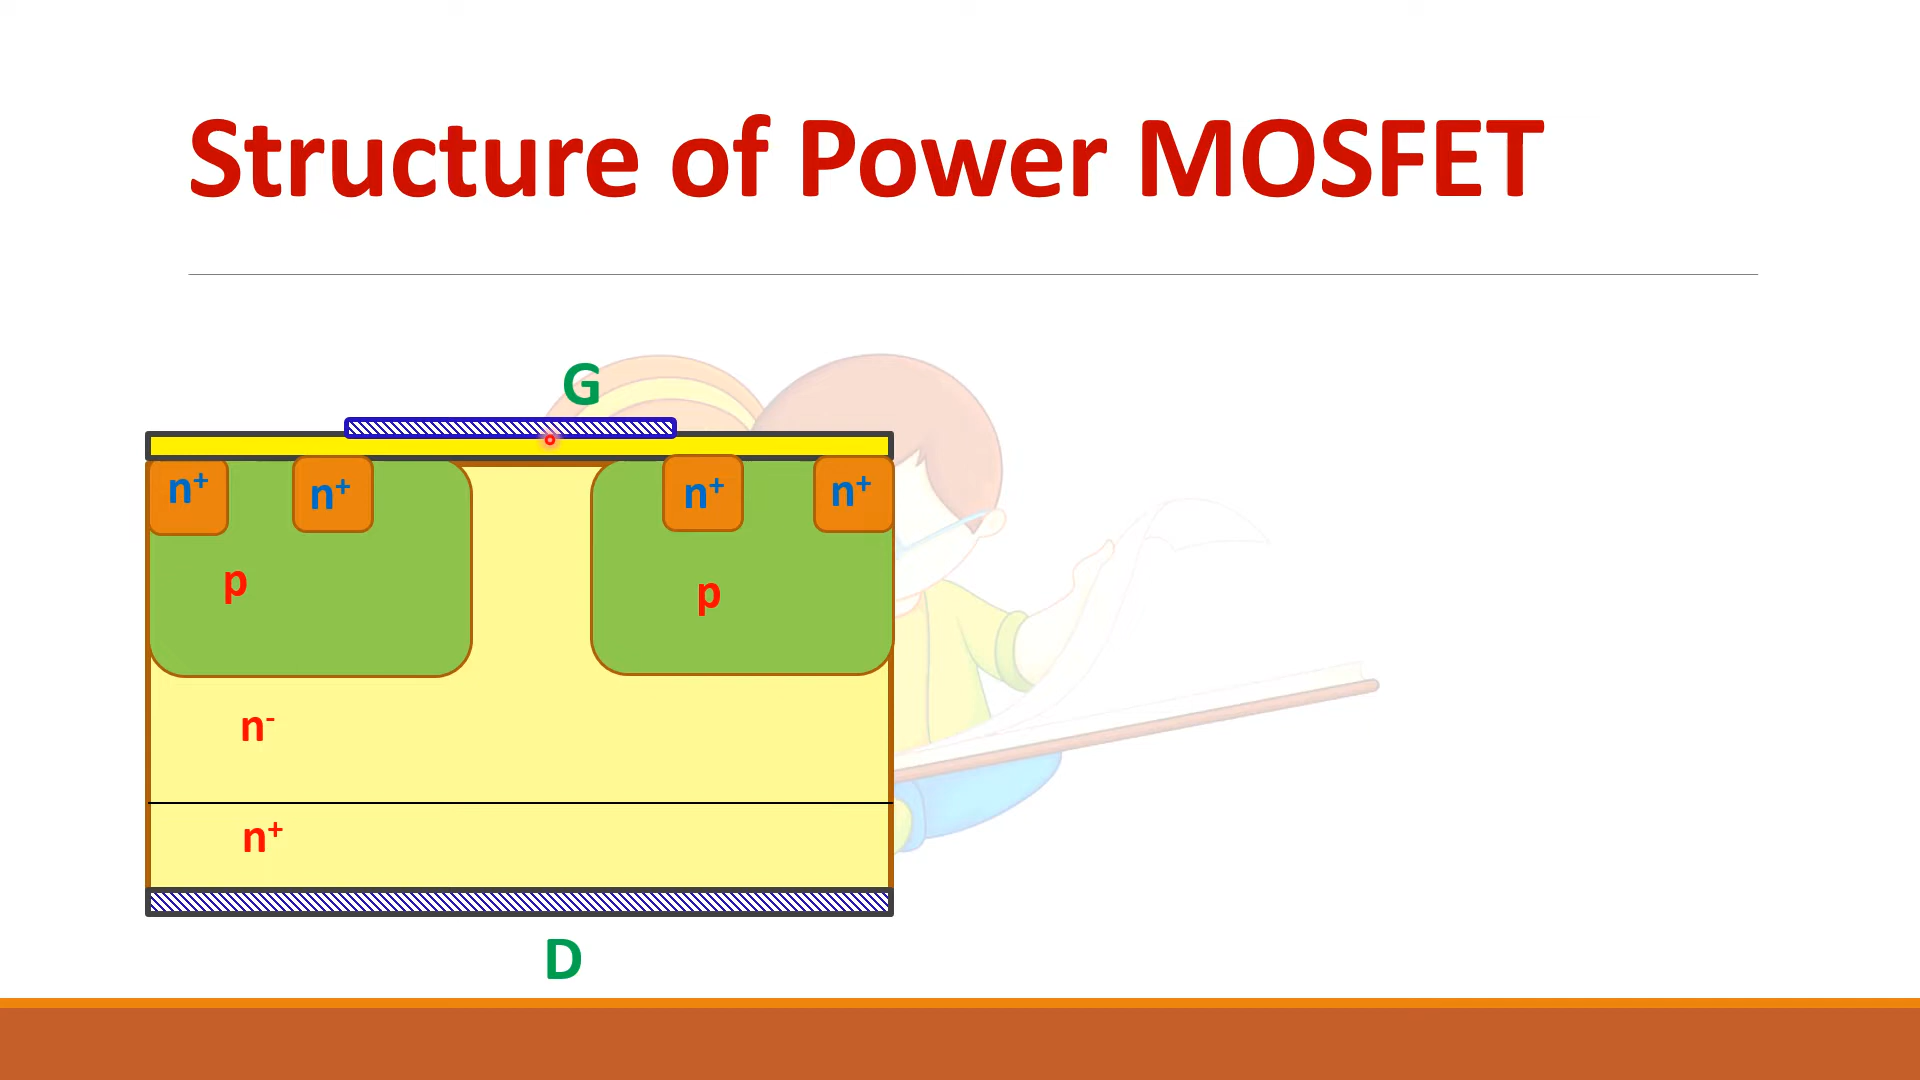 Structure of Power MOSFET
G
n⁺ n⁺ n⁺ n⁺
p p
n⁻
n⁺
D